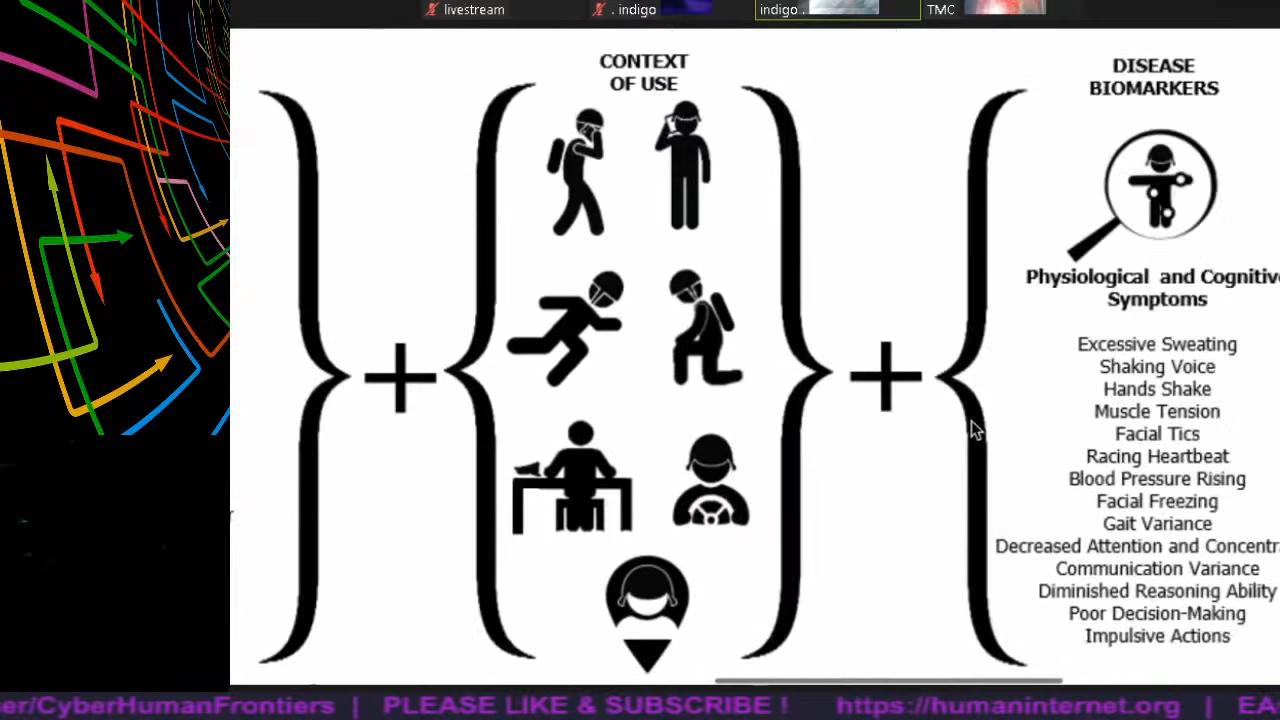 livestream
. indigo
indigo .
TMC
CONTEXT
OF USE
DISEASE
BIOMARKERS
Physiological and Cognitive
Symptoms
Excessive Sweating
Shaking Voice
Hands Shake
Muscle Tension
Facial Tics
Racing Heartbeat
Blood Pressure Rising
Facial Freezing
Gait Variance
Decreased Attention and Concentra
Communication Variance
Diminished Reasoning Ability
Poor Decision-Making
Impulsive Actions
er/CyberHumanFrontiers | PLEASE LIKE & SUBSCRIBE ! https://humaninternet.org | EA